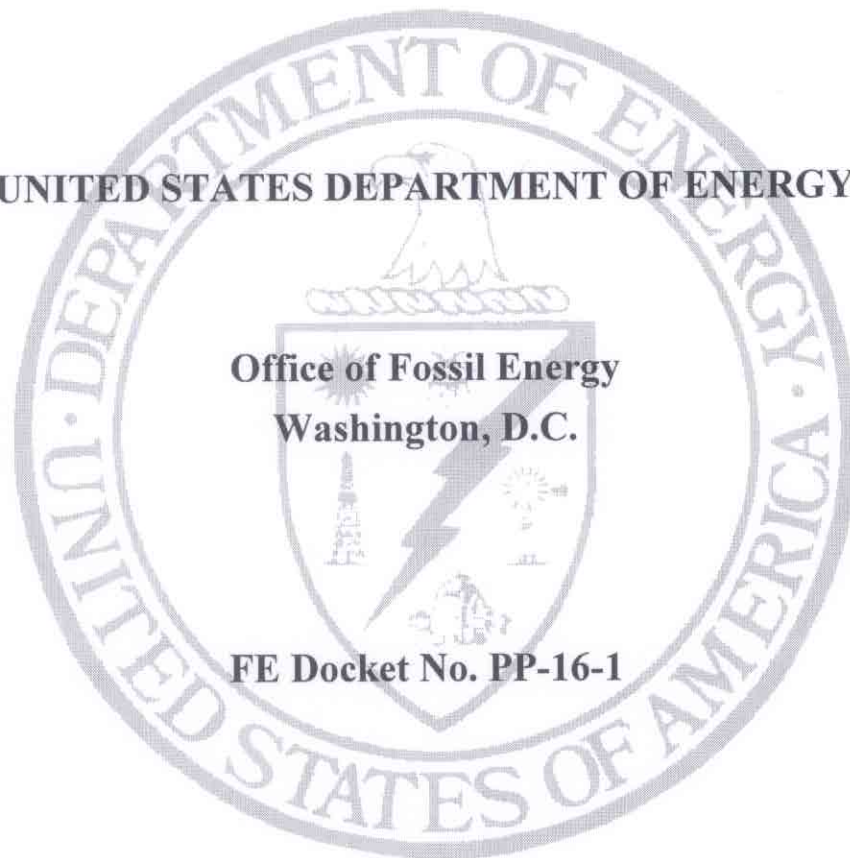 UNITED STATES DEPARTMENT OF ENERGY
Office of Fossil Energy
Washington, D.C.
FE Docket No. PP-16-1
DEPARTMENT OF ENERGY
UNITED STATES OF AMERICA